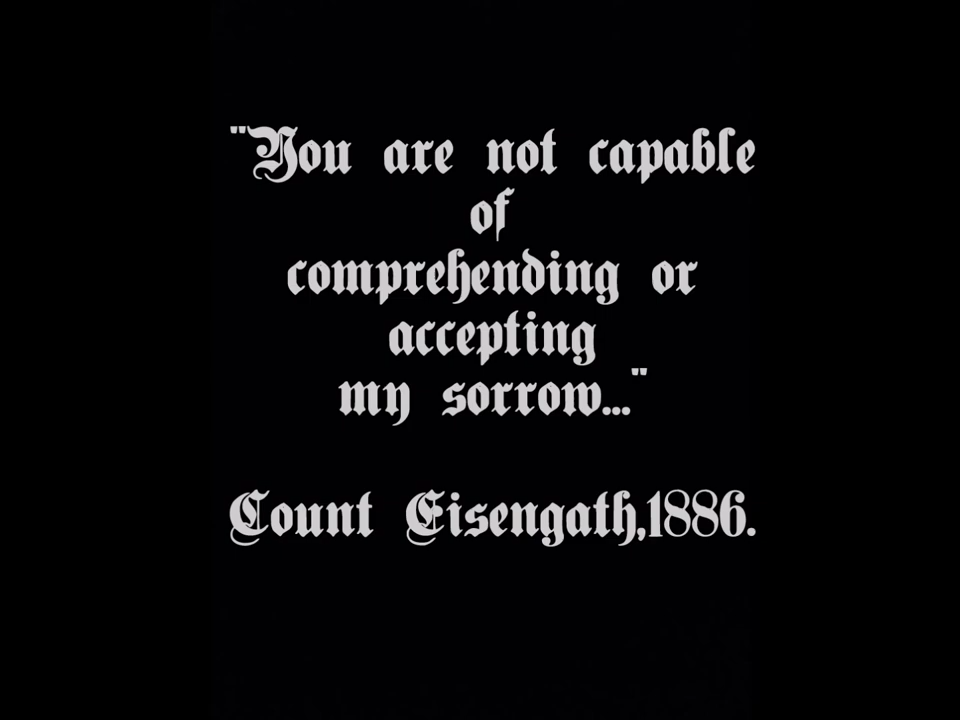 "You are not capable
of
comprehending or
accepting
my sorrow..."
Count Eisengath,1886.